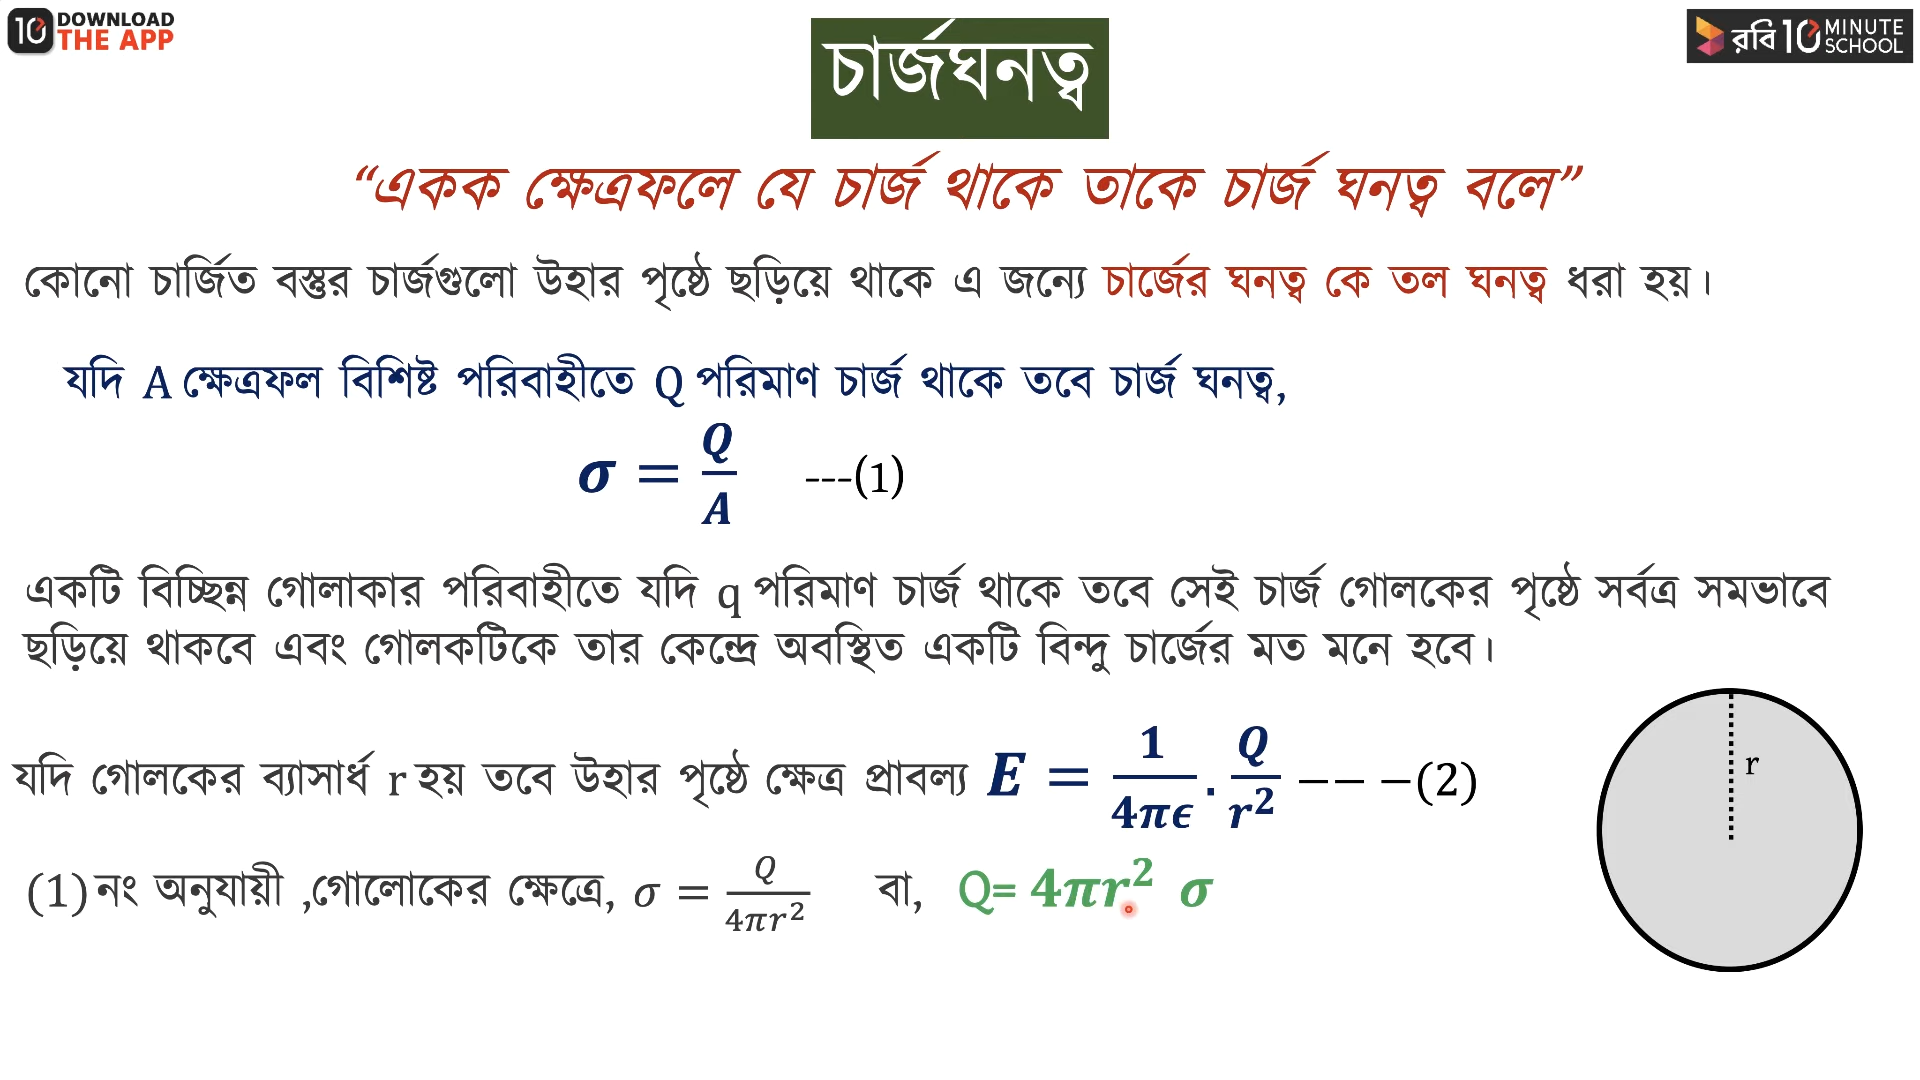 10 DOWNLOAD THE APP
রবি 10 MINUTE SCHOOL
চার্জঘনত্ব
“একক ক্ষেত্রফলে যে চার্জ থাকে তাকে চার্জ ঘনত্ব বলে”
কোনো চার্জিত বস্তুর চার্জগুলো উহার পৃষ্ঠে ছড়িয়ে থাকে এ জন্যে চার্জের ঘনত্ব কে তল ঘনত্ব ধরা হয়।
যদি A ক্ষেত্রফল বিশিষ্ট পরিবাহীতে Q পরিমাণ চার্জ থাকে তবে চার্জ ঘনত্ব,
σ = Q/A ---(1)
একটি বিচ্ছিন্ন গোলাকার পরিবাহীতে যদি q পরিমাণ চার্জ থাকে তবে সেই চার্জ গোলকের পৃষ্ঠে সর্বত্র সমভাবে
ছড়িয়ে থাকবে এবং গোলকটিকে তার কেন্দ্রে অবস্থিত একটি বিন্দু চার্জের মত মনে হবে।
যদি গোলকের ব্যাসার্ধ r হয় তবে উহার পৃষ্ঠে ক্ষেত্র প্রাবল্য E = 1/4πϵ . Q/r² −− −(2)
r
(1) নং অনুযায়ী ,গোলোকের ক্ষেত্রে, σ = Q/4πr² বা, Q= 4πr² σ